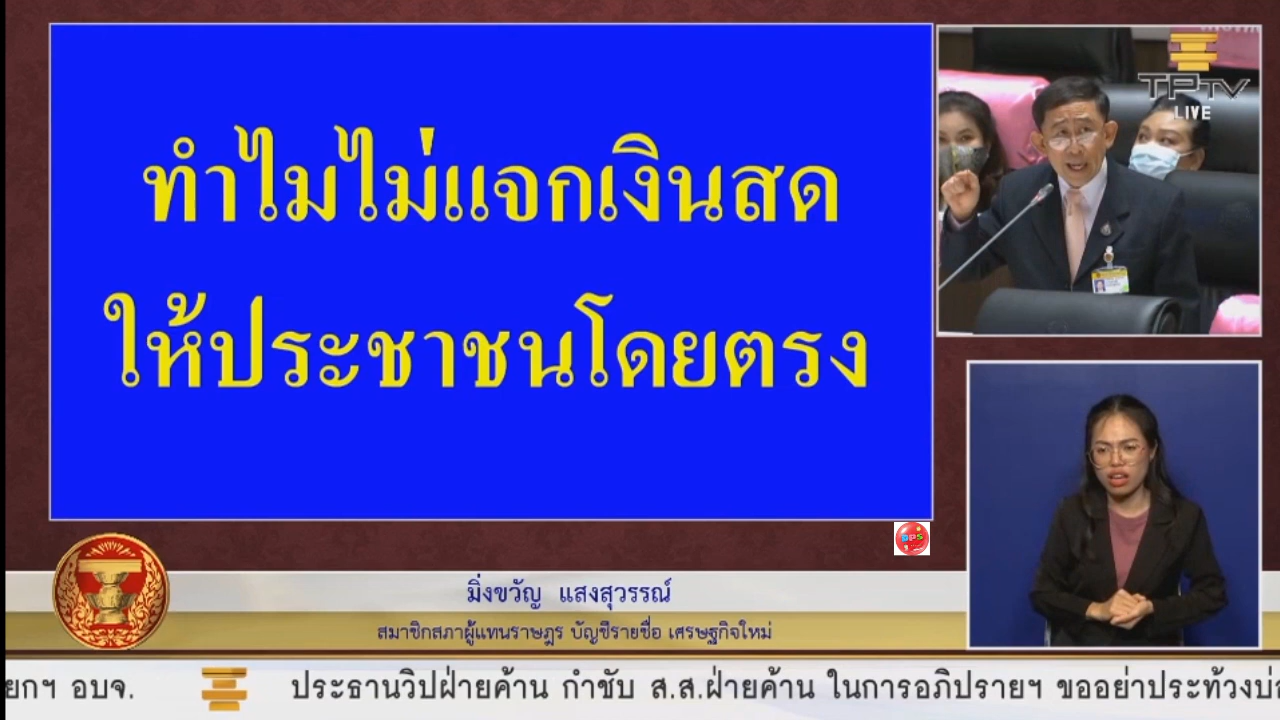 ทำไมไม่แจกเงินสด
ให้ประชาชนโดยตรง
TPTV
LIVE
DPS
มิ่งขวัญ แสงสุวรรณ์
สมาชิกสภาผู้แทนราษฎร บัญชีรายชื่อ เศรษฐกิจใหม่
ยกฯ อบจ. ประธานวิปฝ่ายค้าน กำชับ ส.ส.ฝ่ายค้าน ในการอภิปรายฯ ขออย่าประท้วงบ่อ